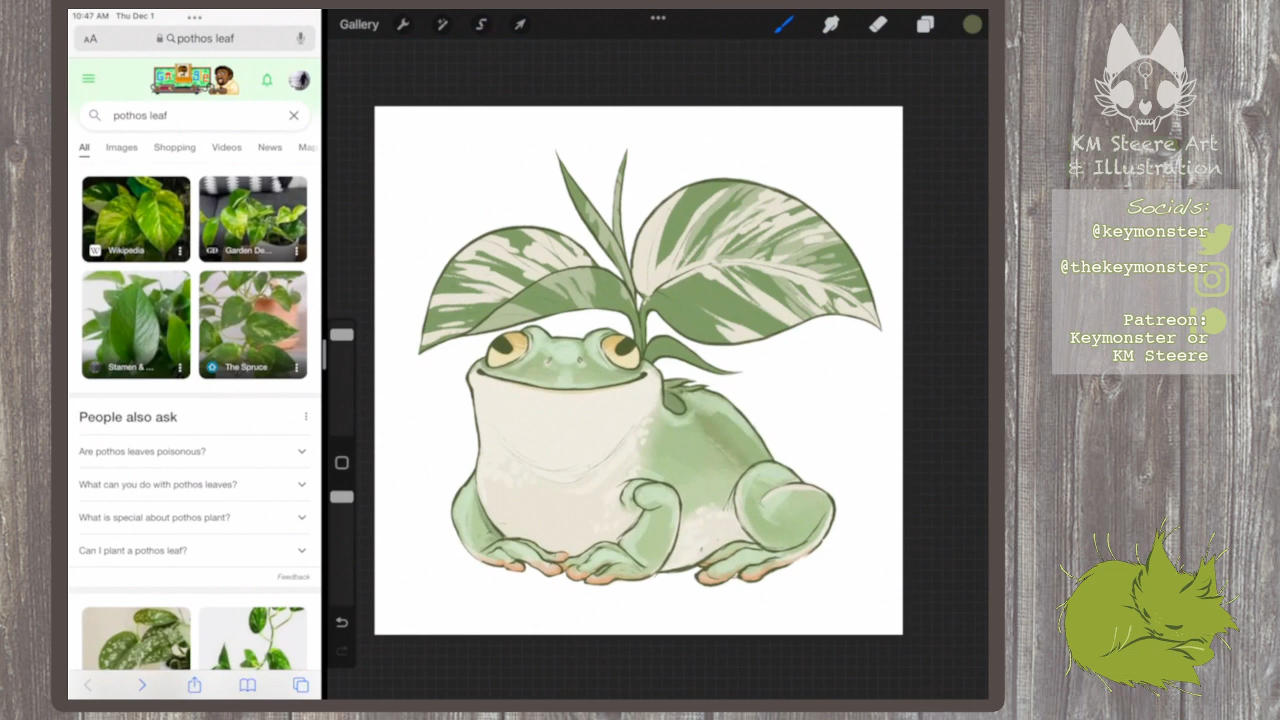 10:47 AM Thu Dec 1
AA
pothos leaf
pothos leaf
All Images Shopping Videos News
Wikipedia
Garden De...
Stamen & ...
The Spruce
People also ask
Are pothos leaves poisonous?
What can you do with pothos leaves?
What is special about pothos plant?
Can I plant a pothos leaf?
Feedback
Gallery
KM Steere Art
& Illustration
Socials:
@keymonster
@thekeymonster
Patreon:
Keymonster or
KM Steere